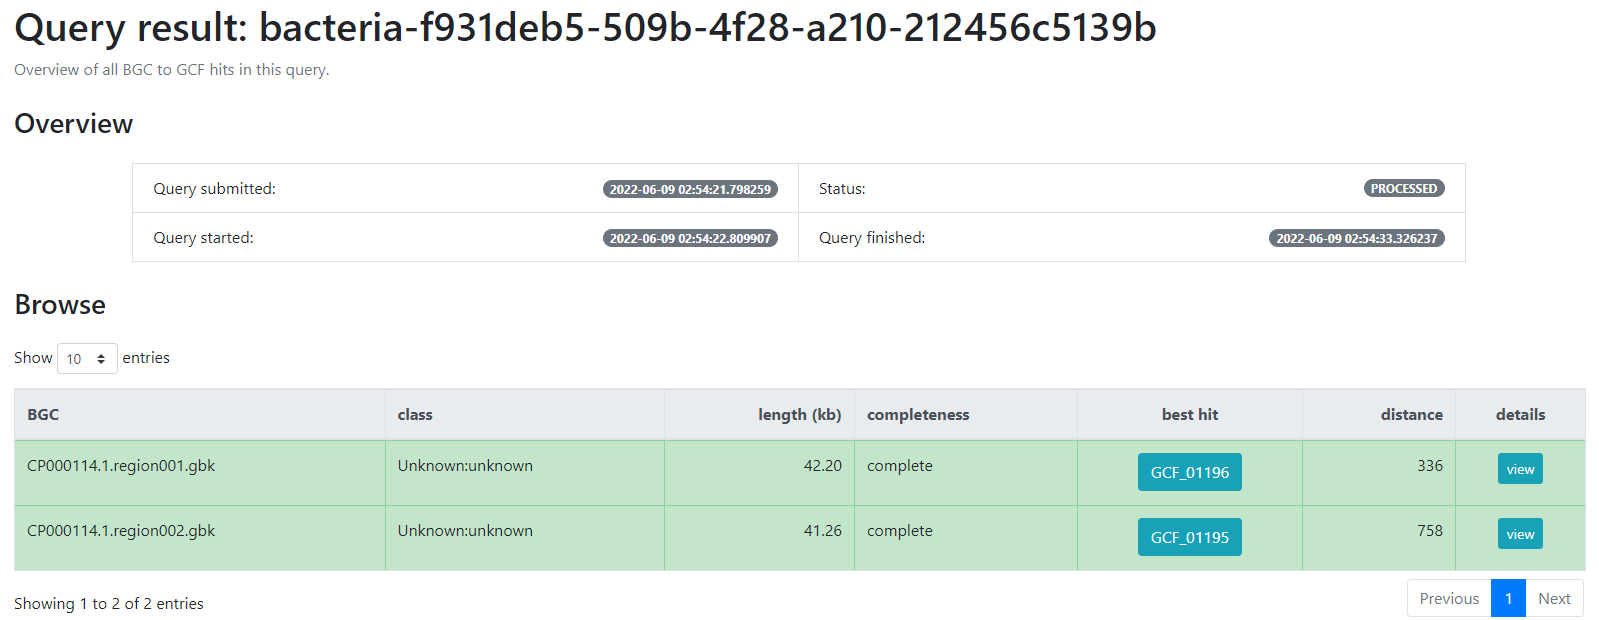 Query result: bacteria-f931deb5-509b-4f28-a210-212456c5139b
Overview of all BGC to GCF hits in this query.
Overview
Query submitted: 2022-06-09 02:54:21.798259 Status: PROCESSED
Query started: 2022-06-09 02:54:22.809907 Query finished: 2022-06-09 02:54:33.326237
Browse
Show 10 entries
BGC class length (kb) completeness best hit distance details
CP000114.1.region001.gbk Unknown:unknown 42.20 complete GCF_01196 336 view
CP000114.1.region002.gbk Unknown:unknown 41.26 complete GCF_01195 758 view
Showing 1 to 2 of 2 entries Previous 1 Next